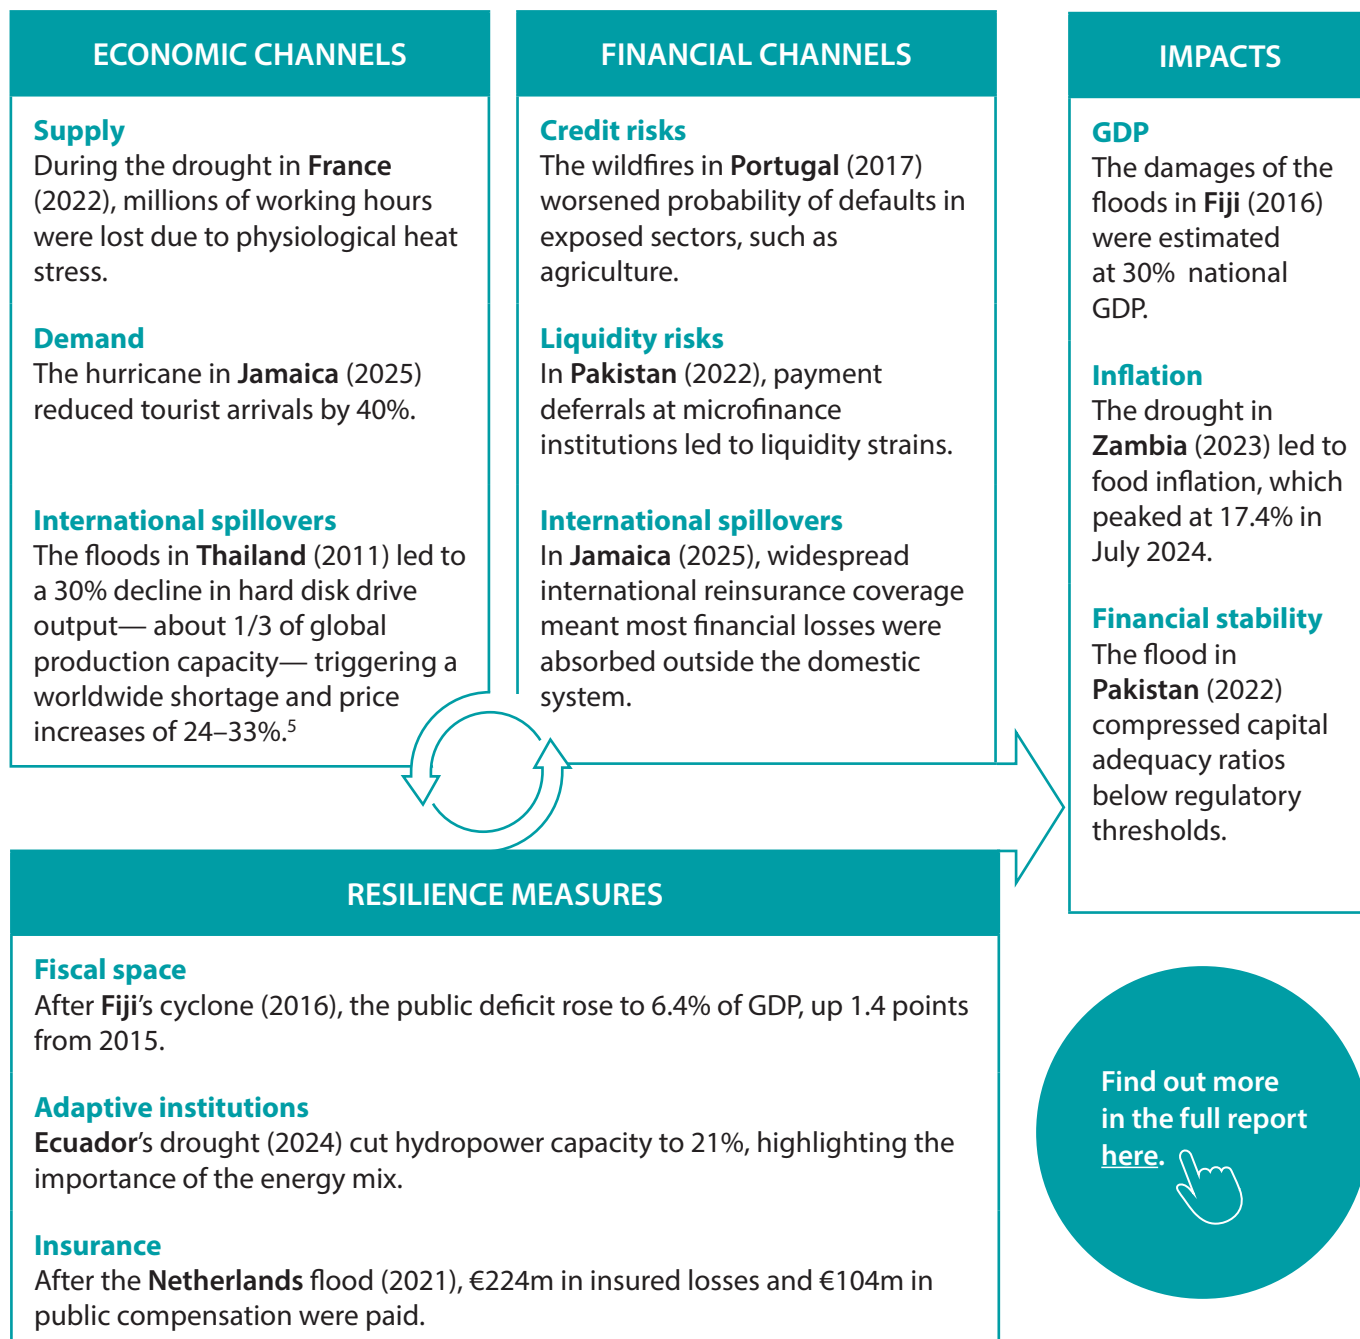 ECONOMIC CHANNELS
Supply
During the drought in France
(2022), millions of working hours
were lost due to physiological heat
stress.
Demand
The hurricane in Jamaica (2025)
reduced tourist arrivals by 40%.
International spillovers
The floods in Thailand (2011) led to
a 30% decline in hard disk drive
output— about 1/3 of global
production capacity— triggering a
worldwide shortage and price
increases of 24–33%.⁵
FINANCIAL CHANNELS
Credit risks
The wildfires in Portugal (2017)
worsened probability of defaults in
exposed sectors, such as
agriculture.
Liquidity risks
In Pakistan (2022), payment
deferrals at microfinance
institutions led to liquidity strains.
International spillovers
In Jamaica (2025), widespread
international reinsurance coverage
meant most financial losses were
absorbed outside the domestic
system.
IMPACTS
GDP
The damages of the
floods in Fiji (2016)
were estimated
at 30% national
GDP.
Inflation
The drought in
Zambia (2023) led to
food inflation, which
peaked at 17.4% in
July 2024.
Financial stability
The flood in
Pakistan (2022)
compressed capital
adequacy ratios
below regulatory
thresholds.
RESILIENCE MEASURES
Fiscal space
After Fiji's cyclone (2016), the public deficit rose to 6.4% of GDP, up 1.4 points
from 2015.
Adaptive institutions
Ecuador's drought (2024) cut hydropower capacity to 21%, highlighting the
importance of the energy mix.
Insurance
After the Netherlands flood (2021), €224m in insured losses and €104m in
public compensation were paid.
Find out more
in the full report
here.